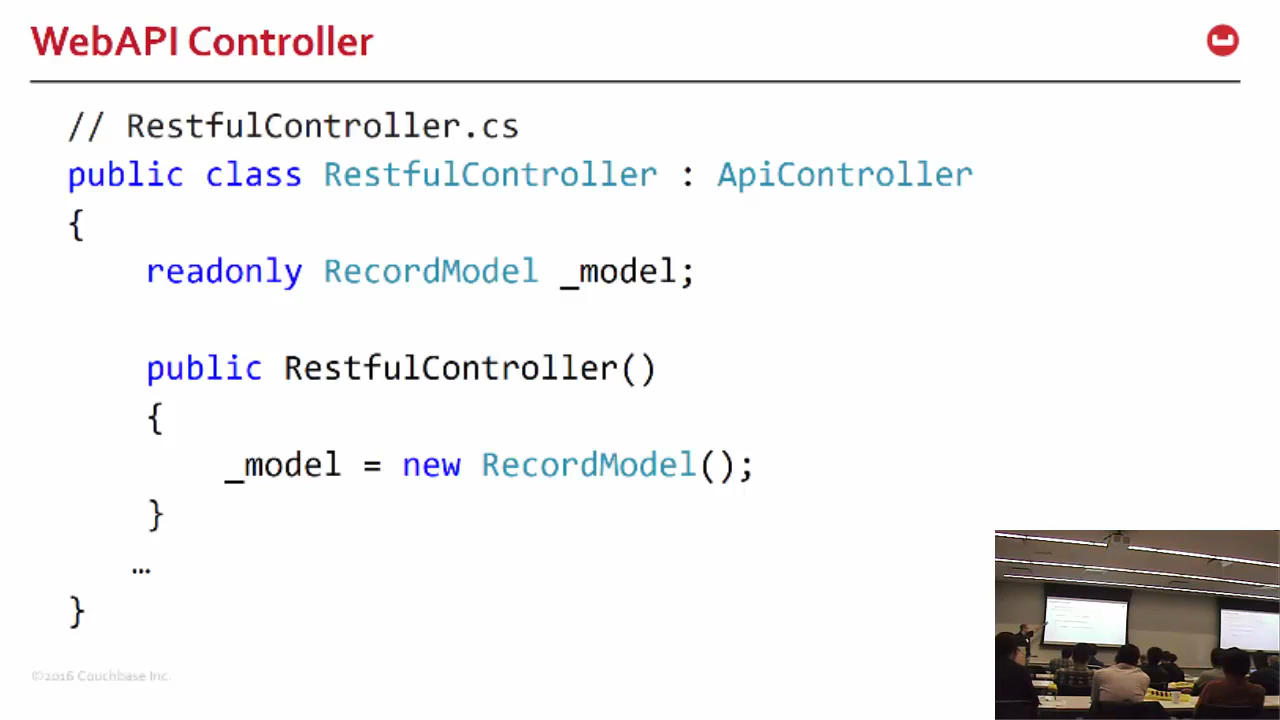 WebAPI Controller
// RestfulController.cs
public class RestfulController : ApiController
{
readonly RecordModel _model;
public RestfulController()
{
_model = new RecordModel();
}
…
}
©2016 Couchbase Inc.